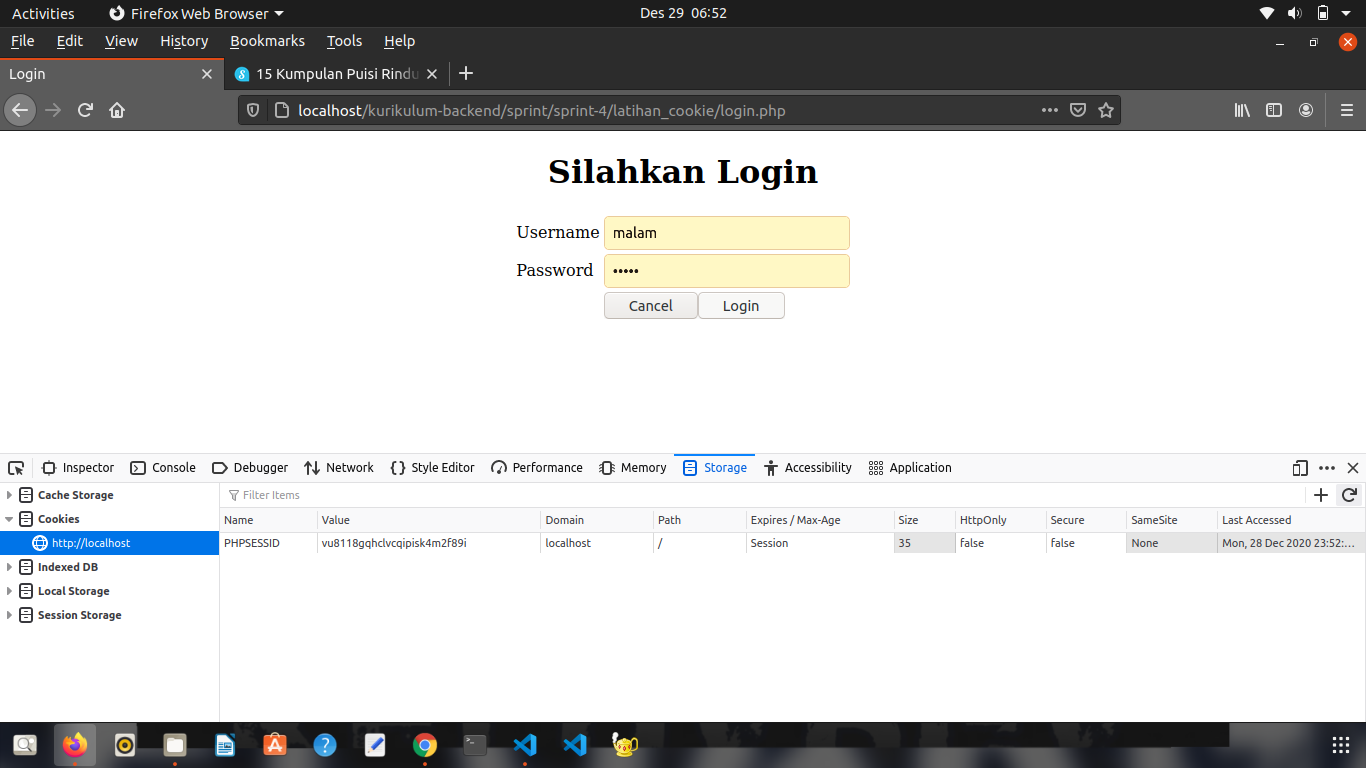 Activities Firefox Web Browser Des 29 06:52
File Edit View History Bookmarks Tools Help
Login 15 Kumpulan Puisi Rindu
localhost/kurikulum-backend/sprint/sprint-4/latihan_cookie/login.php
Silahkan Login
Username malam
Password •••••
Cancel Login
Inspector Console Debugger Network Style Editor Performance Memory Storage Accessibility Application
Cache Storage
Cookies
http://localhost
Indexed DB
Local Storage
Session Storage
Filter Items
Name Value Domain Path Expires / Max-Age Size HttpOnly Secure SameSite Last Accessed
PHPSESSID vu8118gqhclvcqipisk4m2f89i localhost / Session 35 false false None Mon, 28 Dec 2020 23:52:…